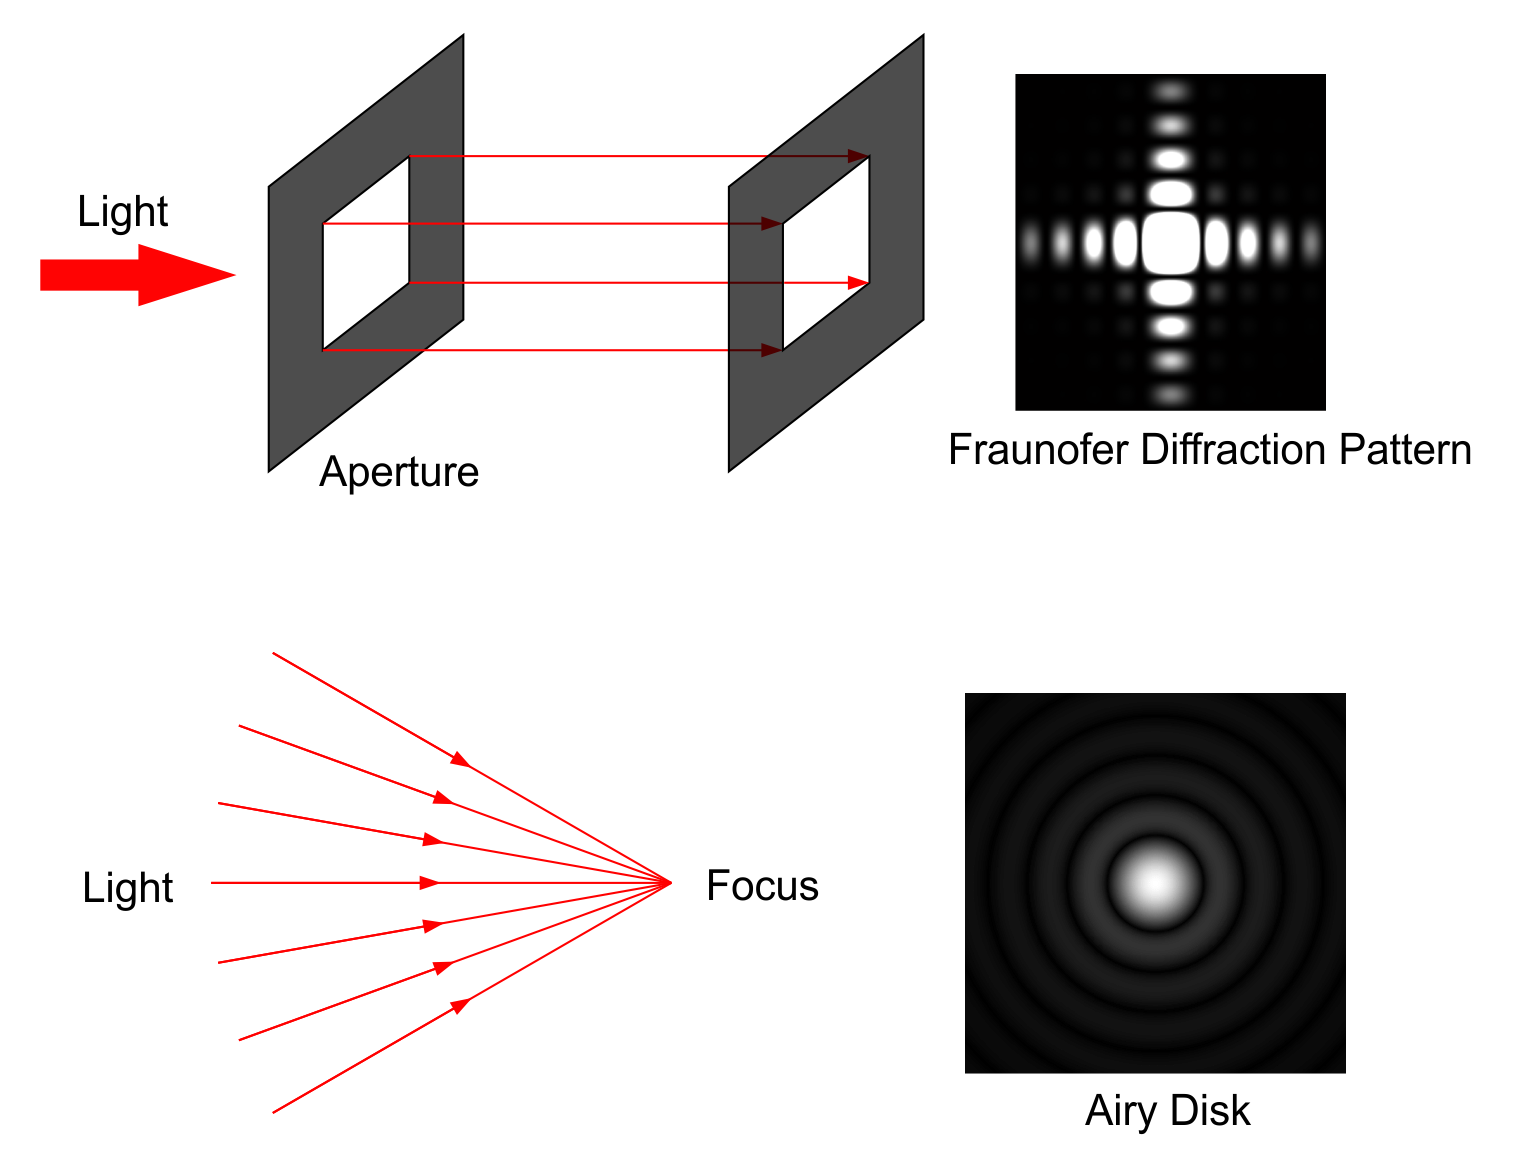 Light
Aperture
Fraunofer Diffraction Pattern
Light
Focus
Airy Disk